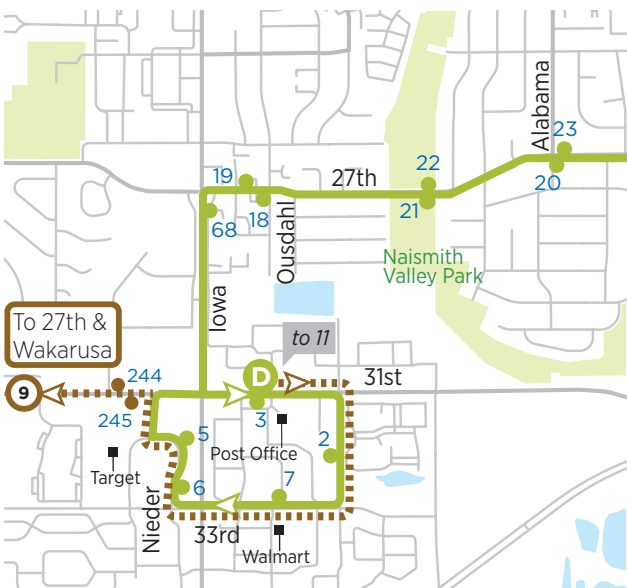 Alabama
23
20
22
21
27th
19
18
68
Ousdahl
Naismith
Valley Park
Iowa
to 11
To 27th &
Wakarusa
9
244
245
D
31st
3
Post Office
2
5
Target
6
7
Nieder
33rd
Walmart